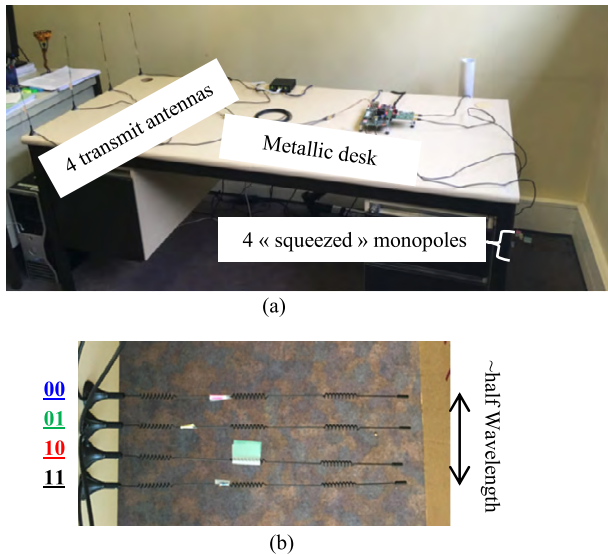 4 transmit antennas
Metallic desk
4 « squeezed » monopoles
(a)
00
01
10
11
~half Wavelength
(b)